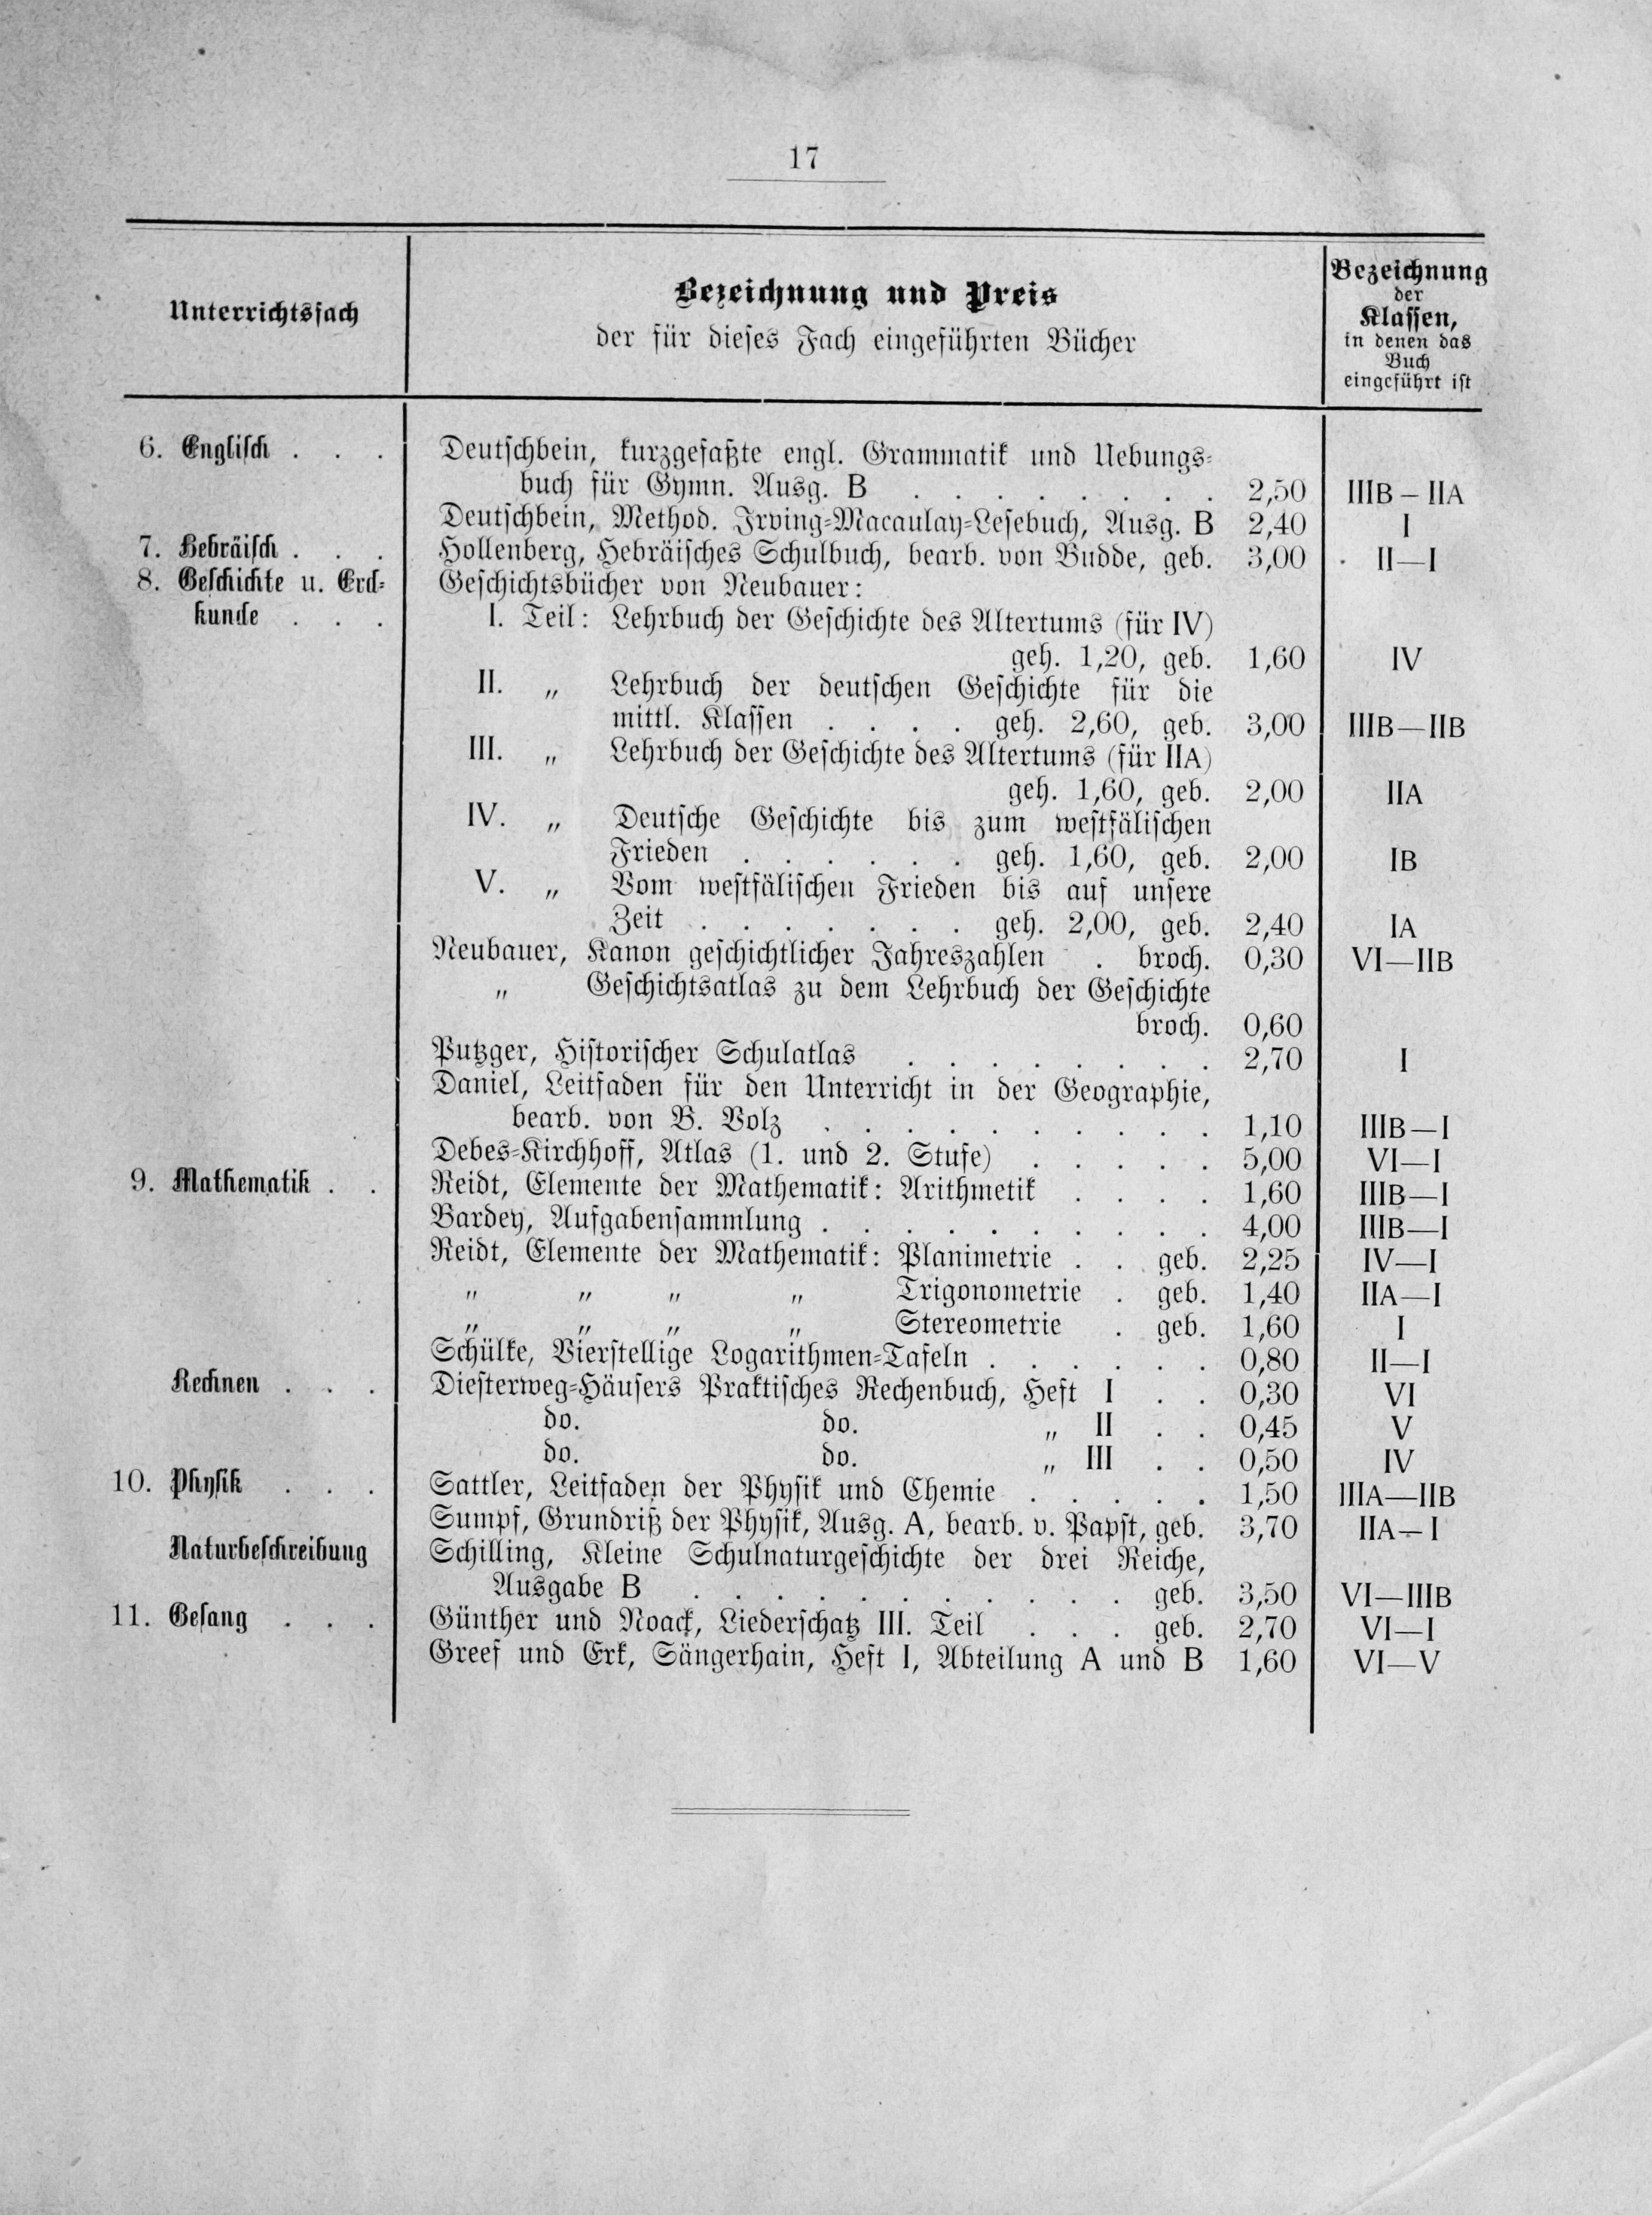 17
Unterrichtsfach
Bezeichnung und Preis
der für dieses Fach eingeführten Bücher
Bezeichnung
der
Klassen,
in denen das
Buch
eingeführt ist
6. Englisch . . . Deutschbein, kurzgefaßte engl. Grammatik und Uebungs-
buch für Gymn. Ausg. B . . . . . . . . 2,50 IIIB – IIA
Deutschbein, Method. Irving-Macaulay-Lesebuch, Ausg. B 2,40 I
7. Hebräisch . . . Hollenberg, Hebräisches Schulbuch, bearb. von Budde, geb. 3,00 II—I
8. Geschichte u. Erd- Geschichtsbücher von Neubauer:
kunde . . . I. Teil: Lehrbuch der Geschichte des Altertums (für IV)
geh. 1,20, geb. 1,60 IV
II. „ Lehrbuch der deutschen Geschichte für die
mittl. Klassen . . . . geh. 2,60, geb. 3,00 IIIB—IIB
III. „ Lehrbuch der Geschichte des Altertums (für IIA)
geh. 1,60, geb. 2,00 IIA
IV. „ Deutsche Geschichte bis zum westfälischen
Frieden . . . . . . geh. 1,60, geb. 2,00 IB
V. „ Vom westfälischen Frieden bis auf unsere
Zeit . . . . . . . geh. 2,00, geb. 2,40 IA
Neubauer, Kanon geschichtlicher Jahreszahlen . broch. 0,30 VI—IIB
„ Geschichtsatlas zu dem Lehrbuch der Geschichte
broch. 0,60
Putzger, Historischer Schulatlas . . . . . . . . 2,70 I
Daniel, Leitfaden für den Unterricht in der Geographie,
bearb. von B. Volz . . . . . . . . . . 1,10 IIIB—I
Debes-Kirchhoff, Atlas (1. und 2. Stufe) . . . . . 5,00 VI—I
9. Mathematik . . Reidt, Elemente der Mathematik: Arithmetik . . . . 1,60 IIIB—I
Bardey, Aufgabensammlung . . . . . . . . . . 4,00 IIIB—I
Reidt, Elemente der Mathematik: Planimetrie . . geb. 2,25 IV—I
„ „ „ „ Trigonometrie . geb. 1,40 IIA—I
„ „ „ „ Stereometrie . geb. 1,60 I
Schülke, Vierstellige Logarithmen-Tafeln . . . . . . 0,80 II—I
Rechnen . . . Diesterweg-Häusers Praktisches Rechenbuch, Heft I . . 0,30 VI
do. do. „ II . . 0,45 V
do. do. „ III . . 0,50 IV
10. Physik . . . Sattler, Leitfaden der Physik und Chemie . . . . . 1,50 IIIA—IIB
Sumpf, Grundriß der Physik, Ausg. A, bearb. v. Papst, geb. 3,70 IIA—I
Naturbeschreibung Schilling, Kleine Schulnaturgeschichte der drei Reiche,
Ausgabe B . . . . . . . . . . . geb. 3,50 VI—IIIB
11. Gesang . . . Günther und Noack, Liederschatz III. Teil . . . geb. 2,70 VI—I
Greef und Erk, Sängerhain, Heft I, Abteilung A und B 1,60 VI—V